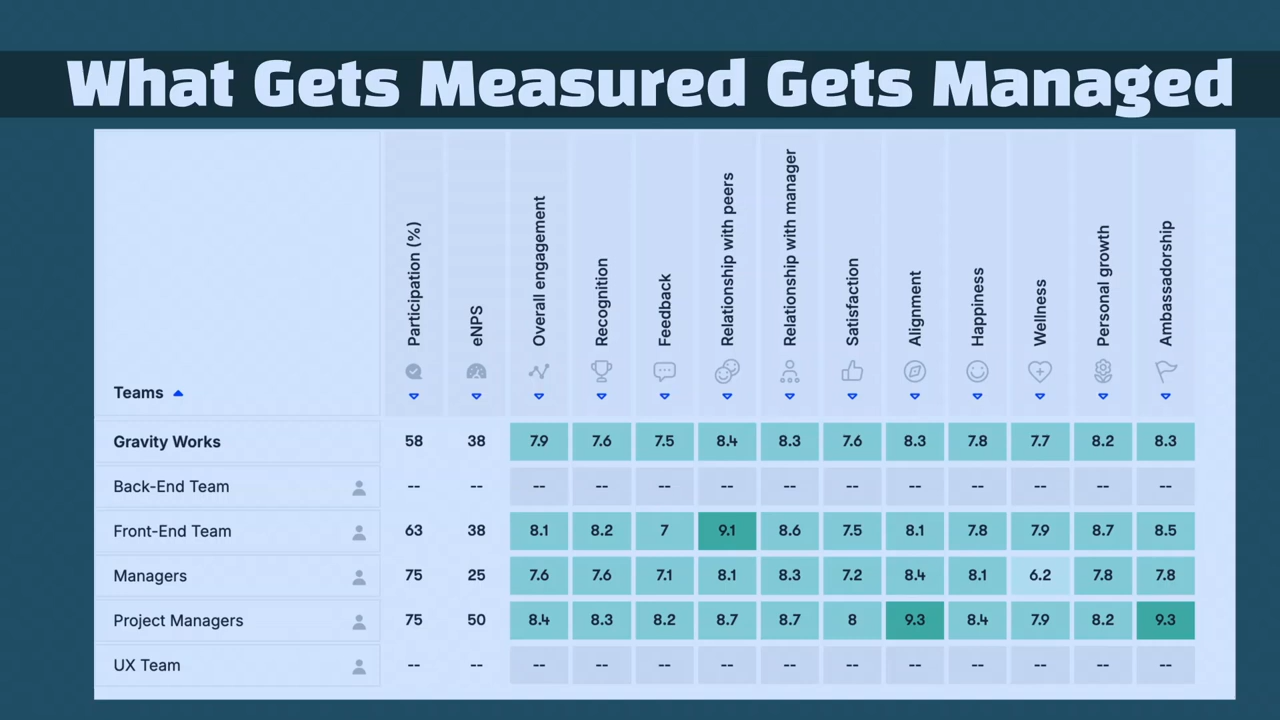 What Gets Measured Gets Managed
Teams Participation (%) eNPS Overall engagement Recognition Feedback Relationship with peers Relationship with manager Satisfaction Alignment Happiness Wellness Personal growth Ambassadorship
Gravity Works 58 38 7.9 7.6 7.5 8.4 8.3 7.6 8.3 7.8 7.7 8.2 8.3
Back-End Team -- -- -- -- -- -- -- -- -- -- -- -- --
Front-End Team 63 38 8.1 8.2 7 9.1 8.6 7.5 8.1 7.8 7.9 8.7 8.5
Managers 75 25 7.6 7.6 7.1 8.1 8.3 7.2 8.4 8.1 6.2 7.8 7.8
Project Managers 75 50 8.4 8.3 8.2 8.7 8.7 8 9.3 8.4 7.9 8.2 9.3
UX Team -- -- -- -- -- -- -- -- -- -- -- -- --